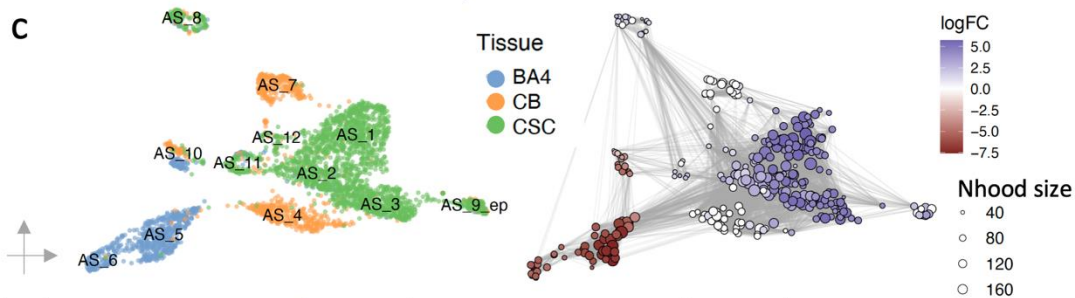 C
AS_8
AS_7
AS_12
AS_1
AS_10
AS_11
AS_2
AS_3
AS_9_ep
AS_4
AS_5
AS_6
Tissue
BA4
CB
CSC
logFC
5.0
2.5
0.0
-2.5
-5.0
-7.5
Nhood size
40
80
120
160